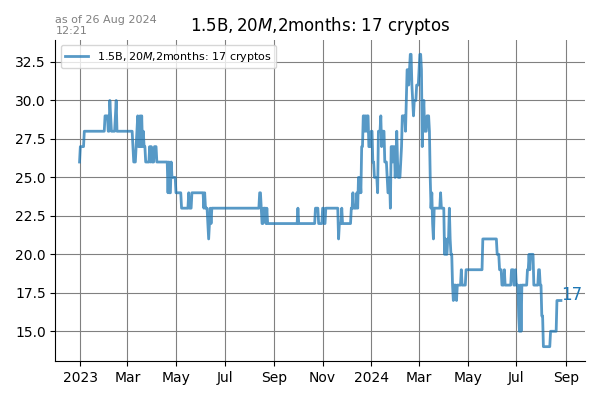 as of 26 Aug 2024
12:21
1.5B, 20M,2months: 17 cryptos
1.5B, 20M,2months: 17 cryptos
32.5
30.0
27.5
25.0
22.5
20.0
17.5
15.0
17
2023 Mar May Jul Sep Nov 2024 Mar May Jul Sep